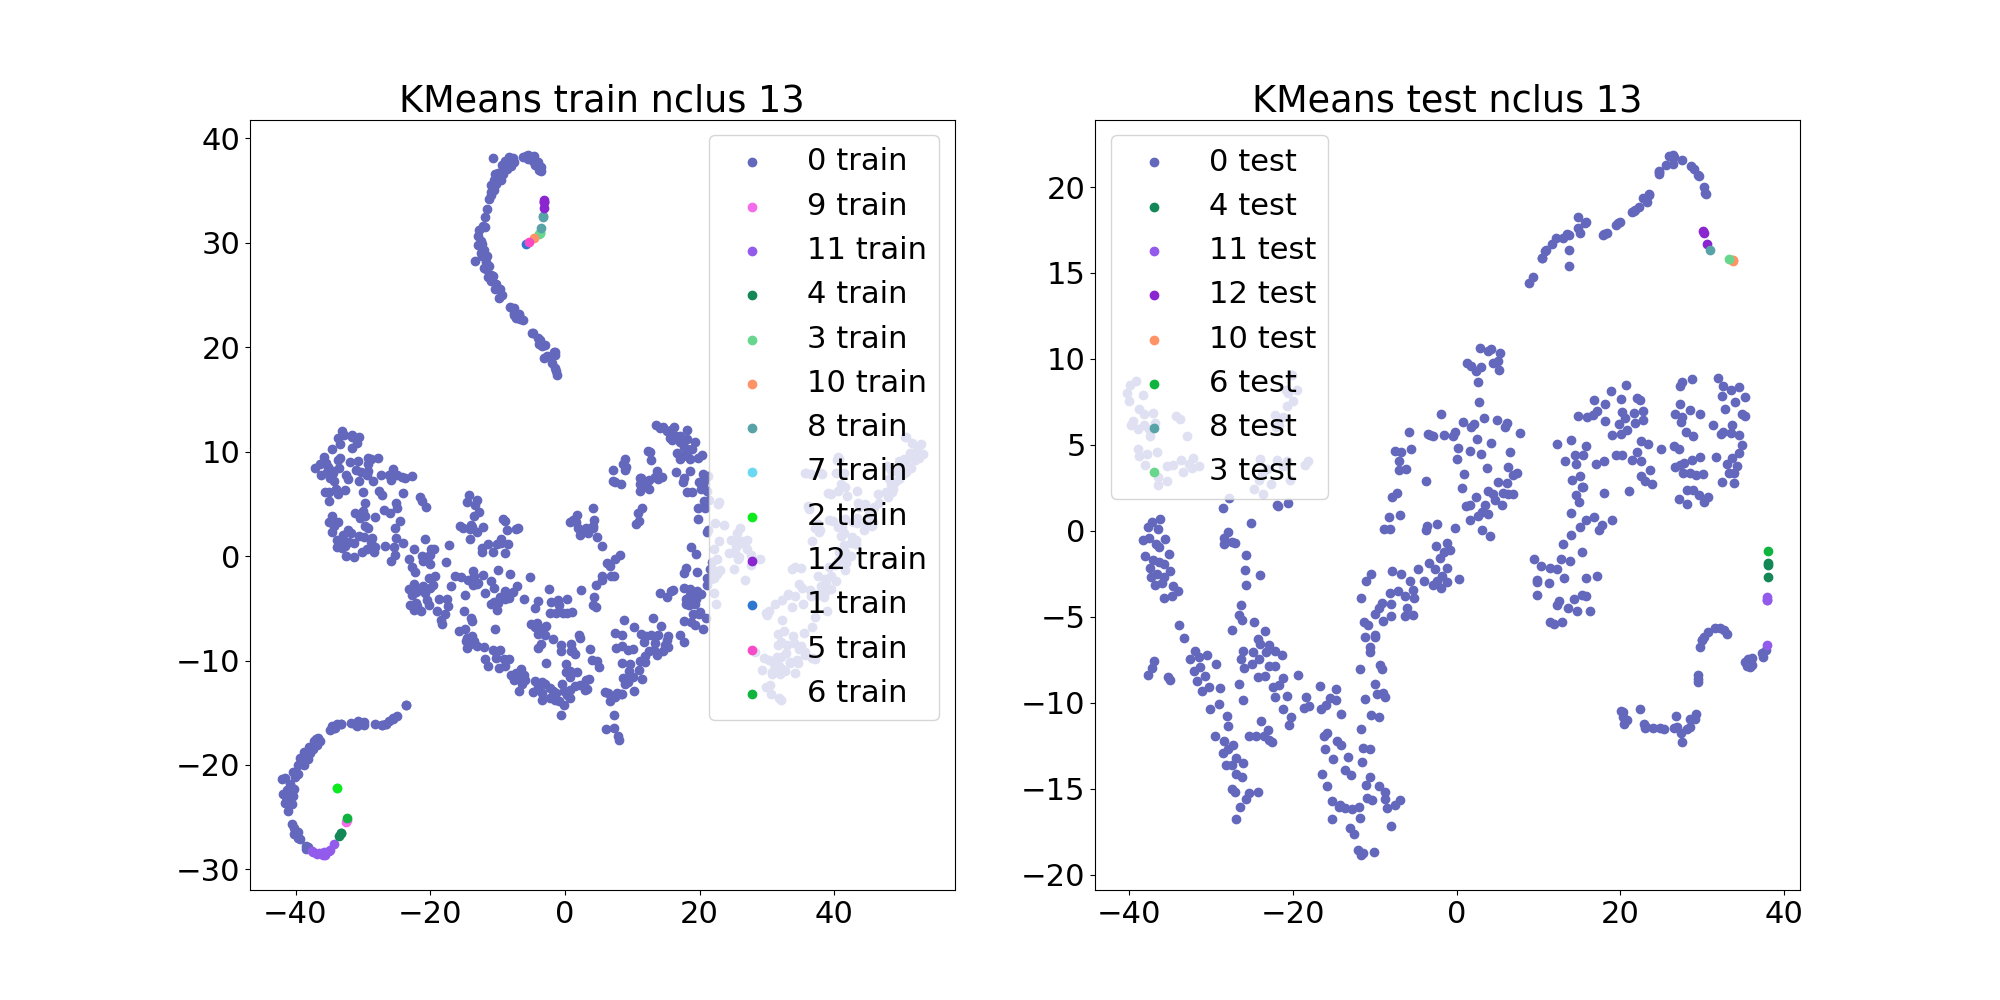 KMeans train nclus 13
40
30
20
10
0
−10
−20
−30
−40
−20
0
20
40
0 train
9 train
11 train
4 train
3 train
10 train
8 train
7 train
2 train
12 train
1 train
5 train
6 train
KMeans test nclus 13
20
15
10
5
0
−5
−10
−15
−20
−40
−20
0
20
40
0 test
4 test
11 test
12 test
10 test
6 test
8 test
3 test